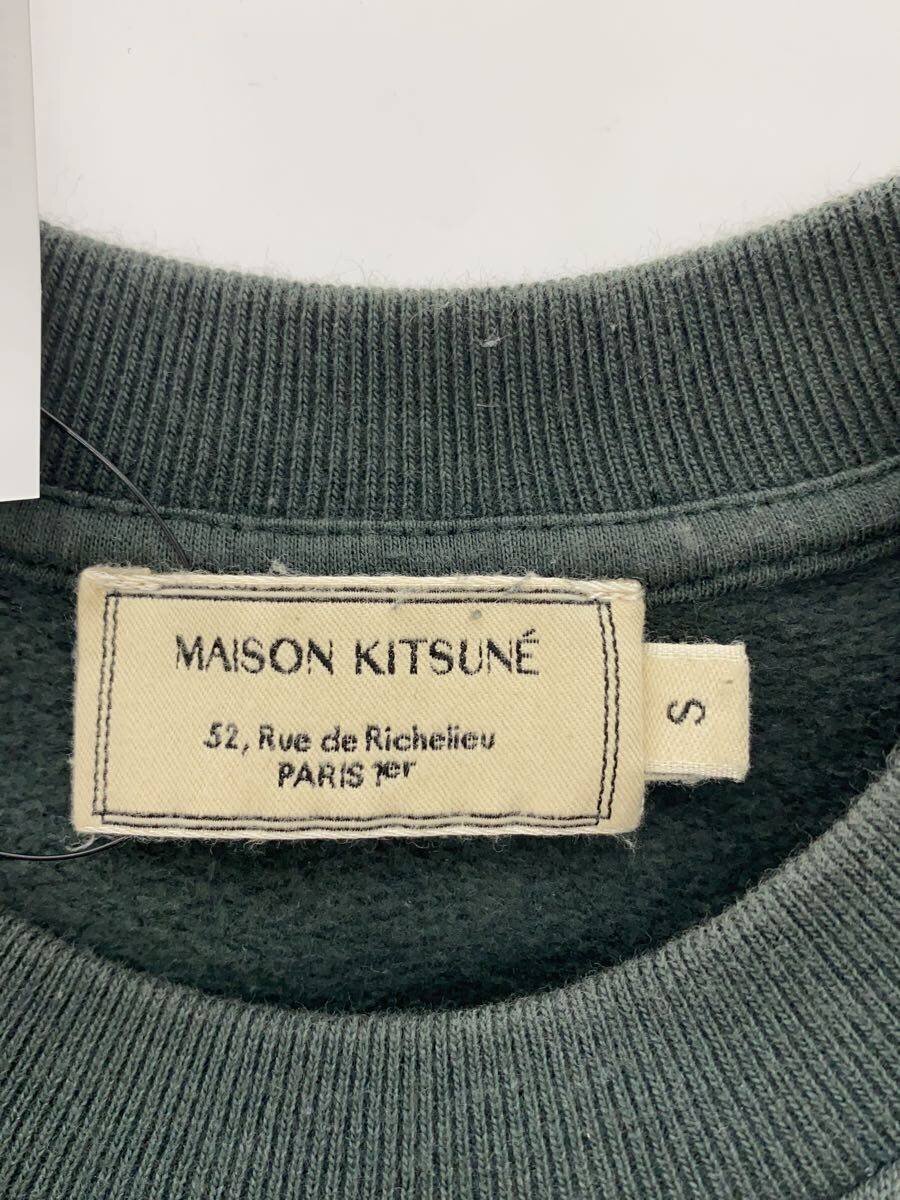 MAISON KITSUNÉ
52, Rue de Richelieu
PARIS 1er
S